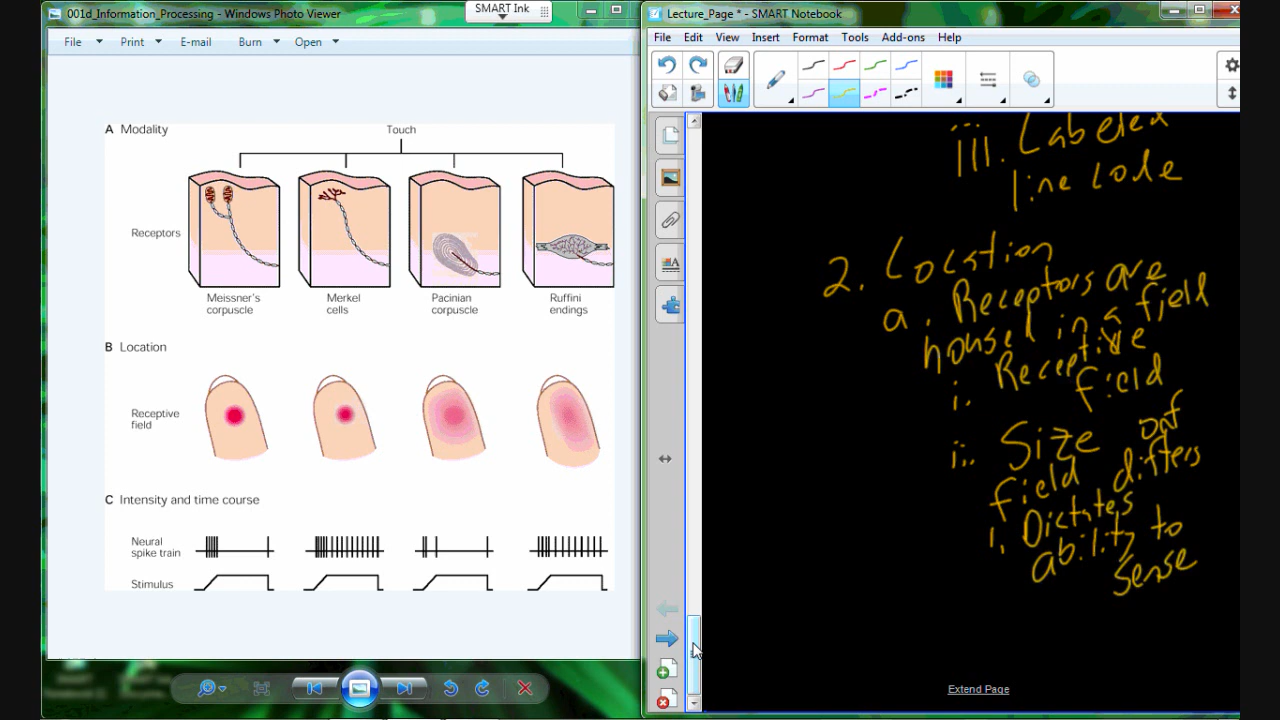 001d_Information_Processing - Windows Photo Viewer
SMART Ink
File Print E-mail Burn Open
A Modality
Touch
Receptors
Meissner's corpuscle
Merkel cells
Pacinian corpuscle
Ruffini endings
B Location
Receptive field
C Intensity and time course
Neural spike train
Stimulus
Lecture_Page * - SMART Notebook
File Edit View Insert Format Tools Add-ons Help
iii. Labeled
line code
2. Location
a. Receptors are
housed in a field
i. Receptive
field
ii. Size of
field differs
1. Dictates
ability to
sense
Extend Page